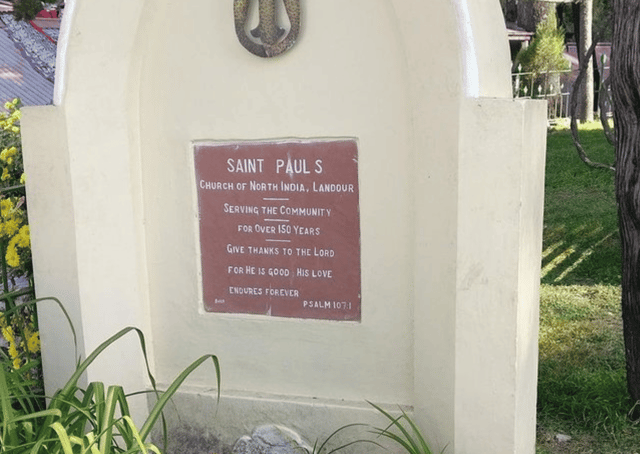 SAINT PAUL S
CHURCH OF NORTH INDIA, LANDOUR
SERVING THE COMMUNITY
FOR OVER 150 YEARS
GIVE THANKS TO THE LORD
FOR HE IS GOOD HIS LOVE
ENDURES FOREVER
PSALM 107:1